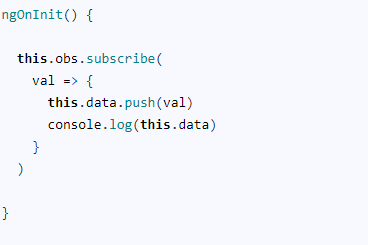 ngOnInit() {
this.obs.subscribe(
val => {
this.data.push(val)
console.log(this.data)
}
)
}